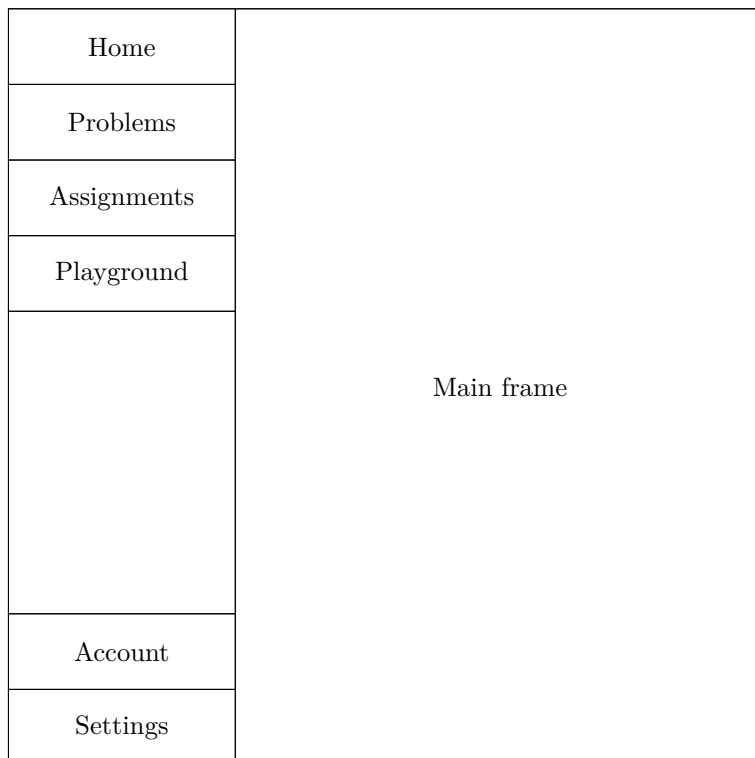 Home
Problems
Assignments
Playground
Main frame
Account
Settings